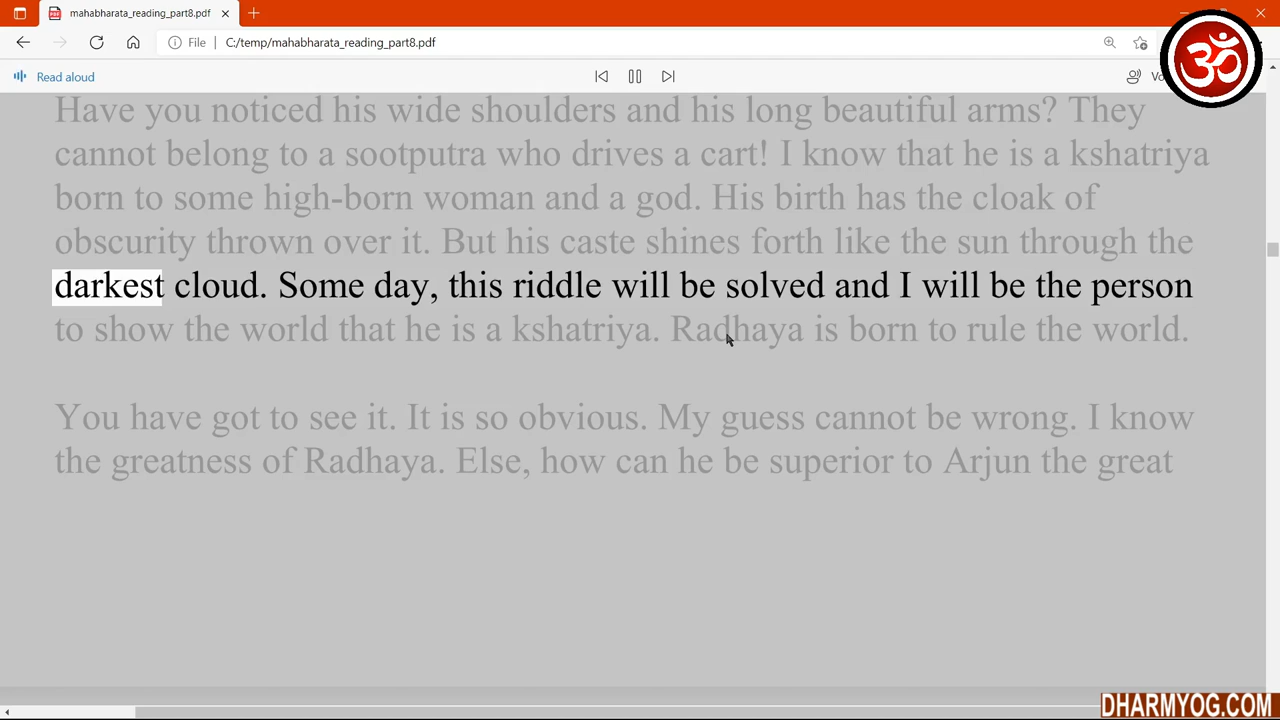 mahabharata_reading_part8.pdf
File C:/temp/mahabharata_reading_part8.pdf
Read aloud
Have you noticed his wide shoulders and his long beautiful arms? They
cannot belong to a sootputra who drives a cart! I know that he is a kshatriya
born to some high-born woman and a god. His birth has the cloak of
obscurity thrown over it. But his caste shines forth like the sun through the
darkest cloud. Some day, this riddle will be solved and I will be the person
to show the world that he is a kshatriya. Radhaya is born to rule the world.
You have got to see it. It is so obvious. My guess cannot be wrong. I know
the greatness of Radhaya. Else, how can he be superior to Arjun the great
ॐ
DHARMYOG.COM